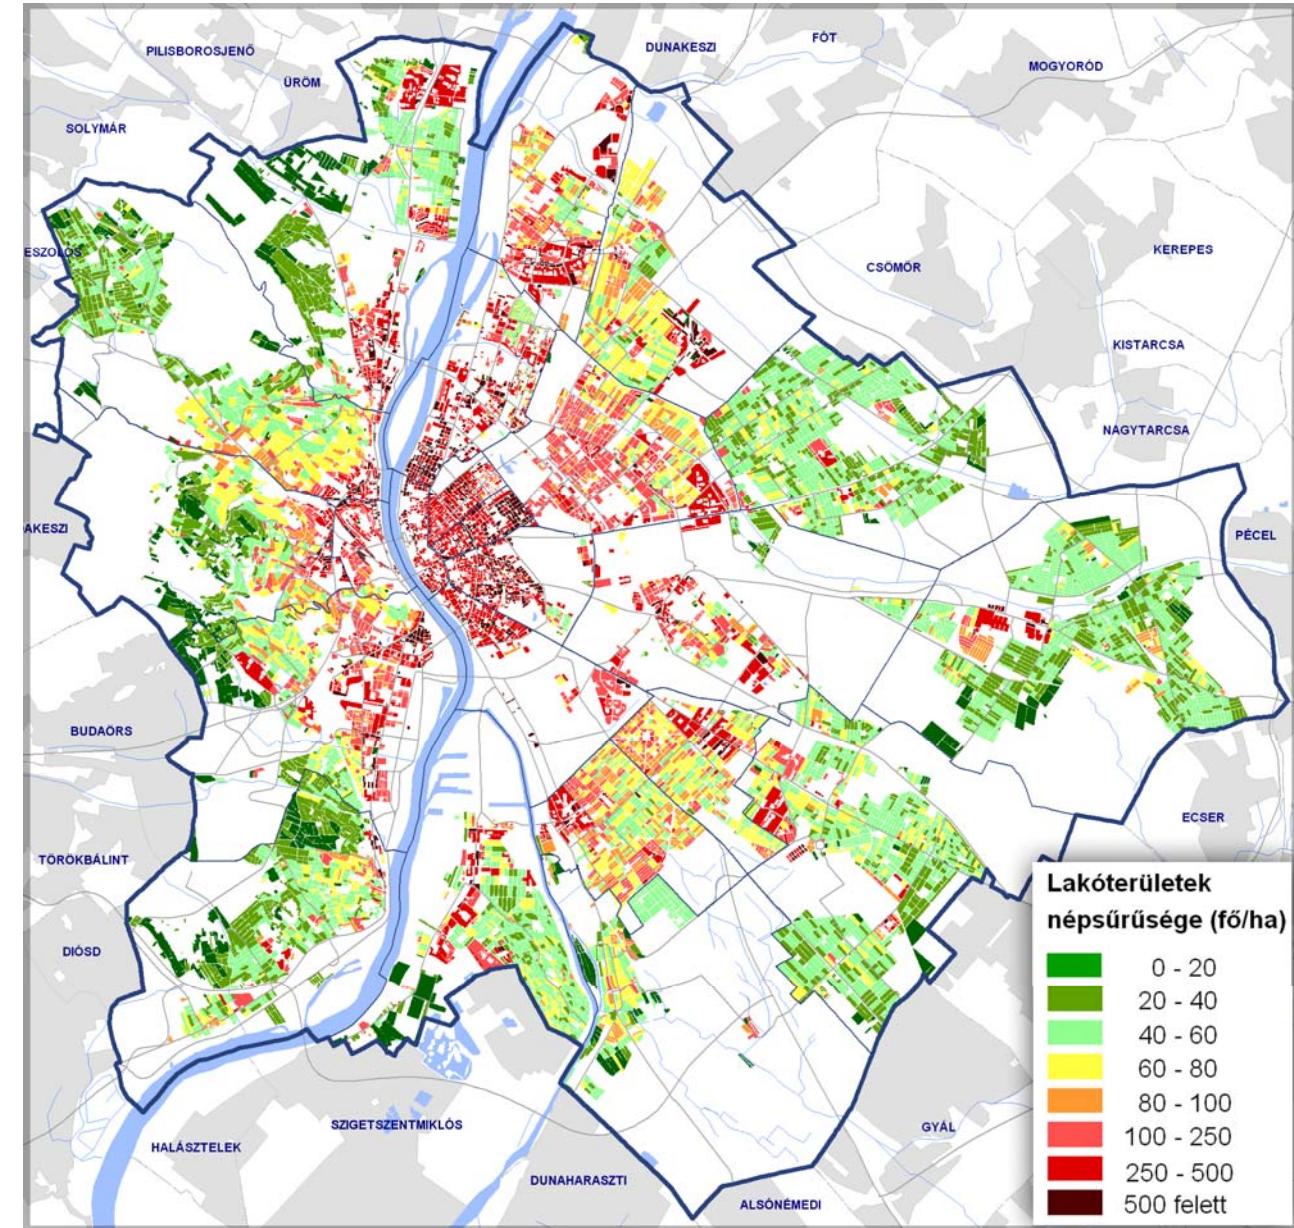 PILISBOROSJENŐ
ÜRÖM
DUNAKESZI
FÓT
MOGYORÓD
SOLYMÁR
ESZOLÓS
CSÖMÖR
KEREPES
KISTARCSA
NAGYTARCSA
AKESZI
PÉCEL
BUDAÖRS
ECSER
TÖRÖKBÁLINT
DIÓSD
HALÁSZTELEK
SZIGETSZENTMIKLÓS
DUNAHARASZTI
ALSÓNÉMEDI
GYÁL
Lakóterületek
népsűrűsége (fő/ha)
0 - 20
20 - 40
40 - 60
60 - 80
80 - 100
100 - 250
250 - 500
500 felett